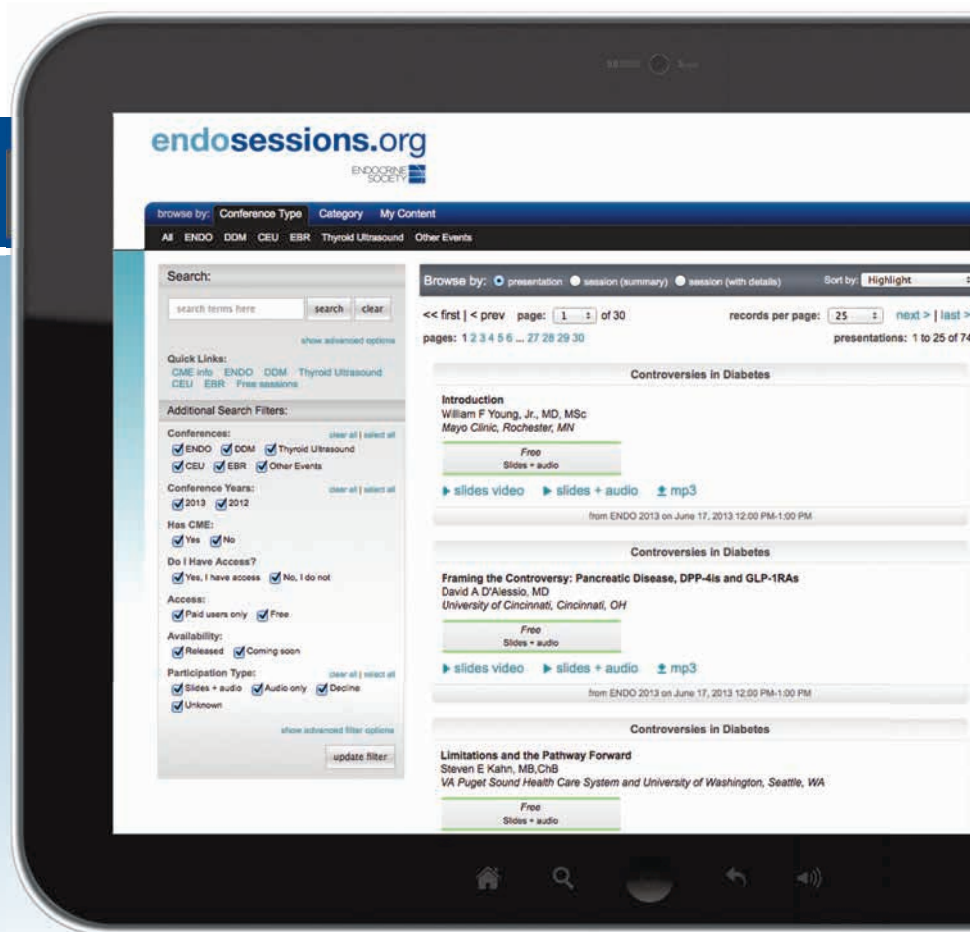 endosessions.org
ENDOCRINE
SOCIETY
browse by: Conference Type Category My Content
All ENDO DDM CEU EBR Thyroid Ultrasound Other Events
Search:
search terms here search clear
show advanced options
Quick Links:
CME info ENDO DDM Thyroid Ultrasound
CEU EBR Free sessions
Additional Search Filters:
Conferences: clear all | select all
ENDO DDM Thyroid Ultrasound
CEU EBR Other Events
Conference Years: clear all | select all
2013 2012
Has CME:
Yes No
Do I Have Access?
Yes, I have access No, I do not
Access:
Paid users only Free
Availability:
Released Coming soon
Participation Type: clear all | select all
Slides + audio Audio only Decline
Unknown
show advanced filter options
update filter
Browse by: presentation session (summary) session (with details) Sort by: Highlight
<< first | < prev page: 1 of 30 records per page: 25 next > | last >
pages: 1 2 3 4 5 6 ... 27 28 29 30 presentations: 1 to 25 of 74
Controversies in Diabetes
Introduction
William F Young, Jr., MD, MSc
Mayo Clinic, Rochester, MN
Free
Slides + audio
slides video slides + audio mp3
from ENDO 2013 on June 17, 2013 12:00 PM-1:00 PM
Controversies in Diabetes
Framing the Controversy: Pancreatic Disease, DPP-4is and GLP-1RAs
David A D'Alessio, MD
University of Cincinnati, Cincinnati, OH
Free
Slides + audio
slides video slides + audio mp3
from ENDO 2013 on June 17, 2013 12:00 PM-1:00 PM
Controversies in Diabetes
Limitations and the Pathway Forward
Steven E Kahn, MB,ChB
VA Puget Sound Health Care System and University of Washington, Seattle, WA
Free
Slides + audio